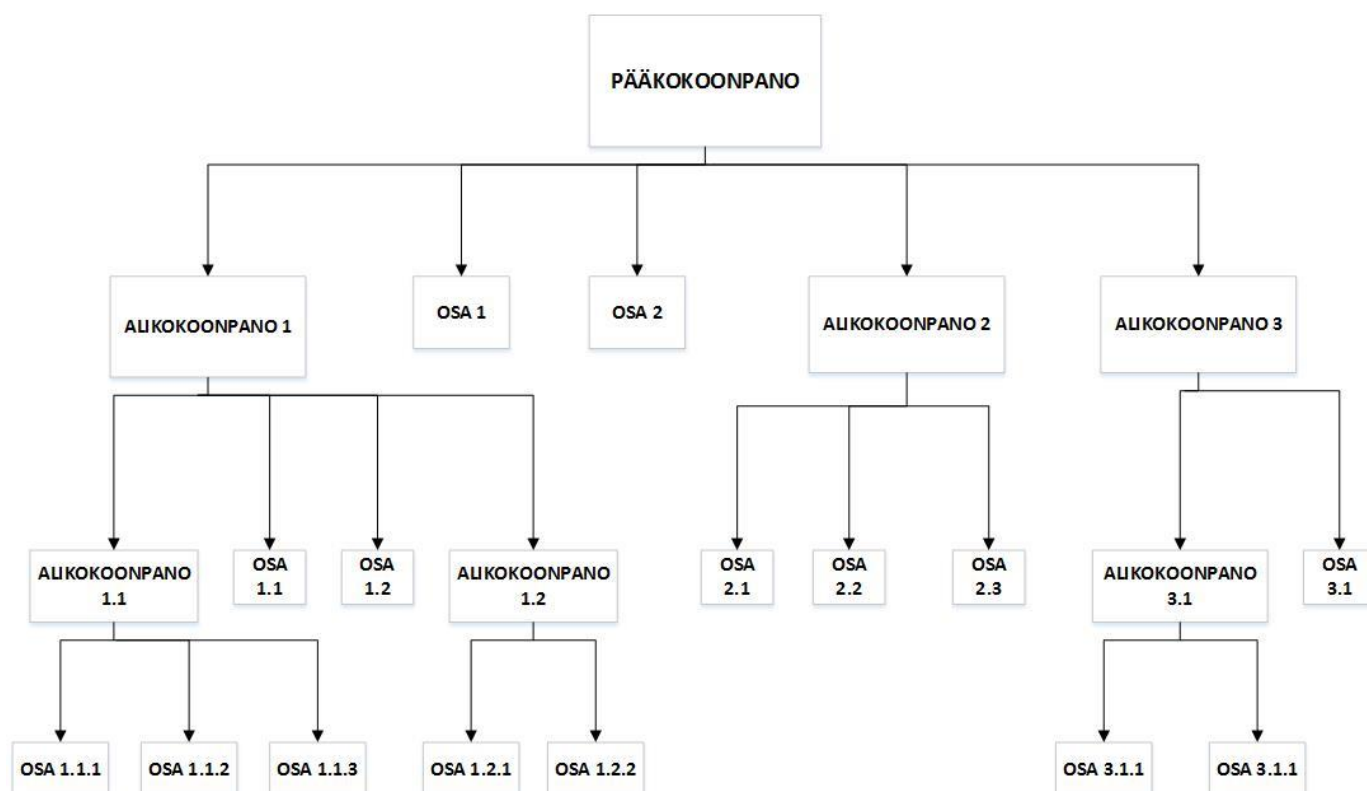 PÄÄKOKOONPANO
ALIKOKOONPANO 1
OSA 1
OSA 2
ALIKOKOONPANO 2
ALIKOKOONPANO 3
ALIKOKOONPANO
1.1
OSA
1.1
OSA
1.2
ALIKOKOONPANO
1.2
OSA
2.1
OSA
2.2
OSA
2.3
ALIKOKOONPANO
3.1
OSA
3.1
OSA 1.1.1
OSA 1.1.2
OSA 1.1.3
OSA 1.2.1
OSA 1.2.2
OSA 3.1.1
OSA 3.1.1